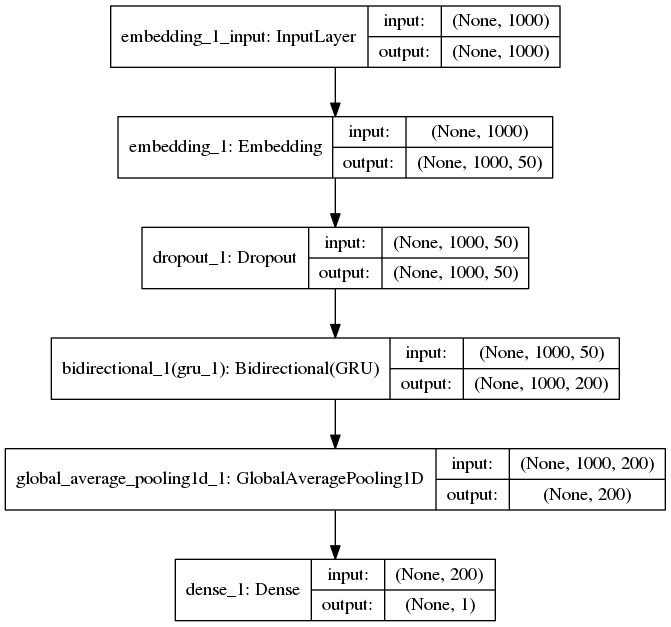 embedding_1_input: InputLayer
input: (None, 1000)
output: (None, 1000)
embedding_1: Embedding
input: (None, 1000)
output: (None, 1000, 50)
dropout_1: Dropout
input: (None, 1000, 50)
output: (None, 1000, 50)
bidirectional_1(gru_1): Bidirectional(GRU)
input: (None, 1000, 50)
output: (None, 1000, 200)
global_average_pooling1d_1: GlobalAveragePooling1D
input: (None, 1000, 200)
output: (None, 200)
dense_1: Dense
input: (None, 200)
output: (None, 1)